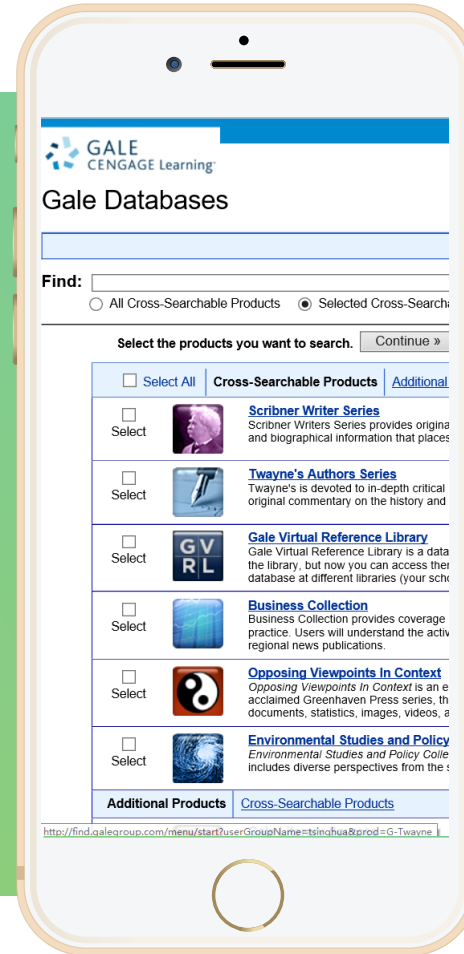 GALE
CENGAGE Learning
Gale Databases
Find:
All Cross-Searchable Products Selected Cross-Searcha
Select the products you want to search. Continue »
Select All Cross-Searchable Products Additional
Select
Scribner Writer Series
Scribner Writers Series provides origina
and biographical information that places
Select
Twayne's Authors Series
Twayne's is devoted to in-depth critical
original commentary on the history and
Select
GV
RL
Gale Virtual Reference Library
Gale Virtual Reference Library is a data
the library, but now you can access ther
database at different libraries (your scho
Select
Business Collection
Business Collection provides coverage
practice. Users will understand the activ
regional news publications.
Select
Opposing Viewpoints In Context
Opposing Viewpoints In Context is an e
acclaimed Greenhaven Press series, th
documents, statistics, images, videos, a
Select
Environmental Studies and Policy
Environmental Studies and Policy Colle
includes diverse perspectives from the s
Additional Products Cross-Searchable Products
http://find.galegroup.com/menu/start?userGroupName=tsinghua&prod=G-Twayne